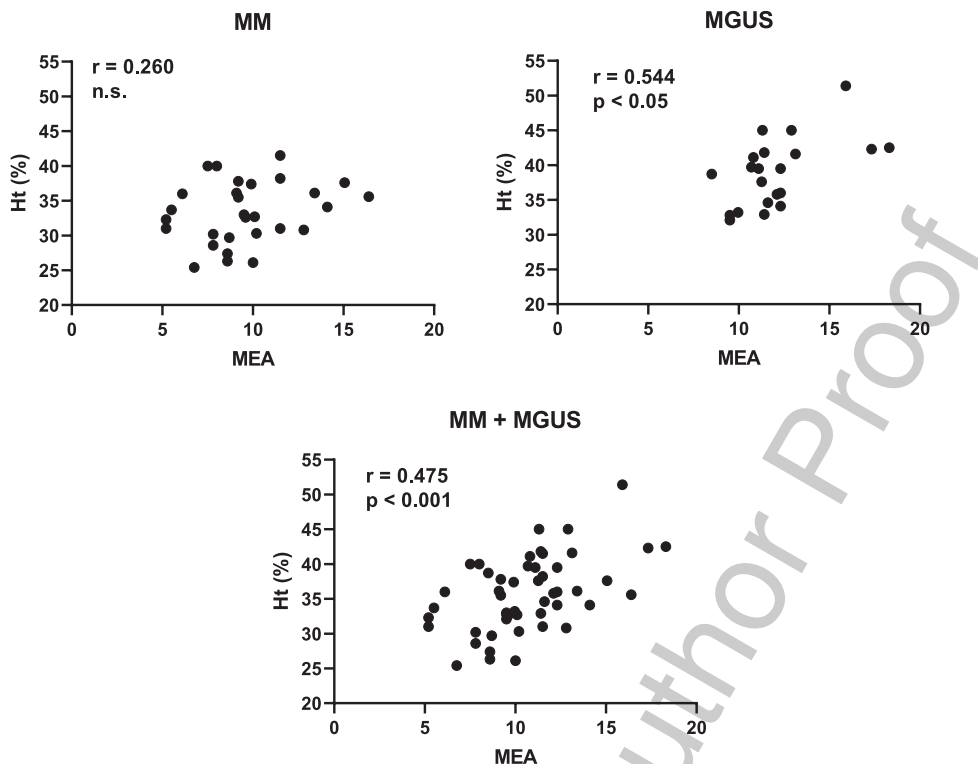 MM
r = 0.260
n.s.
Ht (%)
55
50
45
40
35
30
25
20
0 5 10 15 20
MEA
MGUS
r = 0.544
p < 0.05
Ht (%)
55
50
45
40
35
30
25
20
0 5 10 15 20
MEA
MM + MGUS
r = 0.475
p < 0.001
Ht (%)
55
50
45
40
35
30
25
20
0 5 10 15 20
MEA
uthor Proof